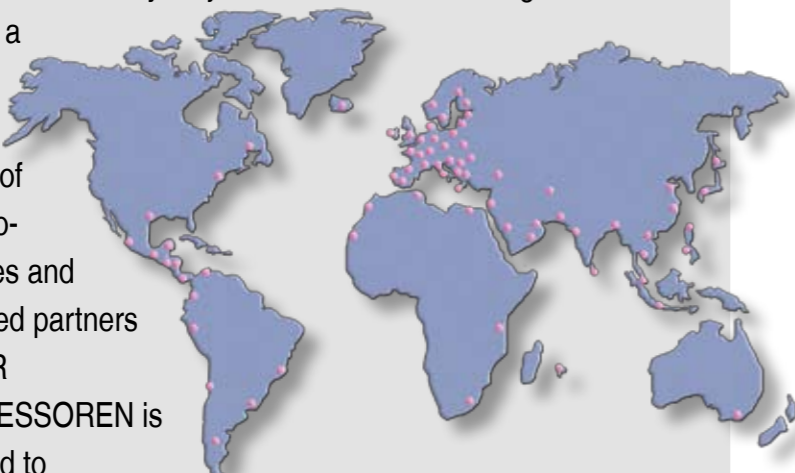 a
of
o-
es and
ed partners
R
ESSOREN is
d to